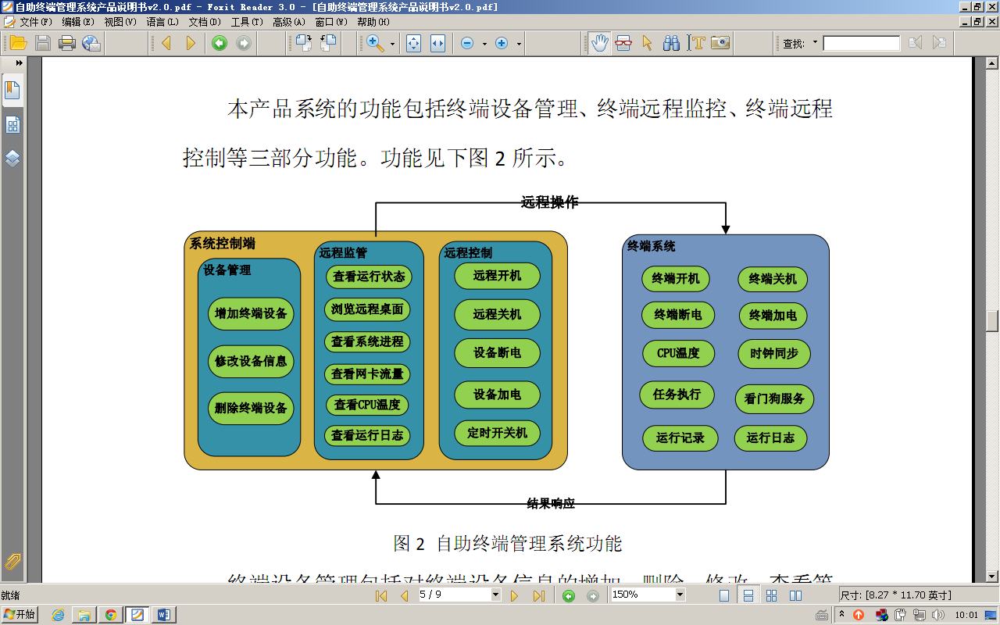 自助终端管理系统产品说明书v2.0.pdf - Foxit Reader 3.0 - [自助终端管理系统产品说明书v2.0.pdf]
文件(F) 编辑(E) 视图(V) 语言(L) 文档(D) 工具(T) 高级(A) 窗口(W) 帮助(H)
查找:
本产品系统的功能包括终端设备管理、终端远程监控、终端远程
控制等三部分功能。功能见下图 2 所示。
远程操作
系统控制端
设备管理
增加终端设备
修改设备信息
删除终端设备
远程监管
查看运行状态
浏览远程桌面
查看系统进程
查看网卡流量
查看CPU温度
查看运行日志
远程控制
远程开机
远程关机
设备断电
设备加电
定时开关机
终端系统
终端开机 终端关机
终端断电 终端加电
CPU温度 时钟同步
任务执行 看门狗服务
运行记录 运行日志
结果响应
图 2 自助终端管理系统功能
终端设备管理包括对终端设备信息的增加、删除、修改、查看等
就绪 5 / 9 150% 尺寸: [8.27 * 11.70 英寸]
开始 10:01